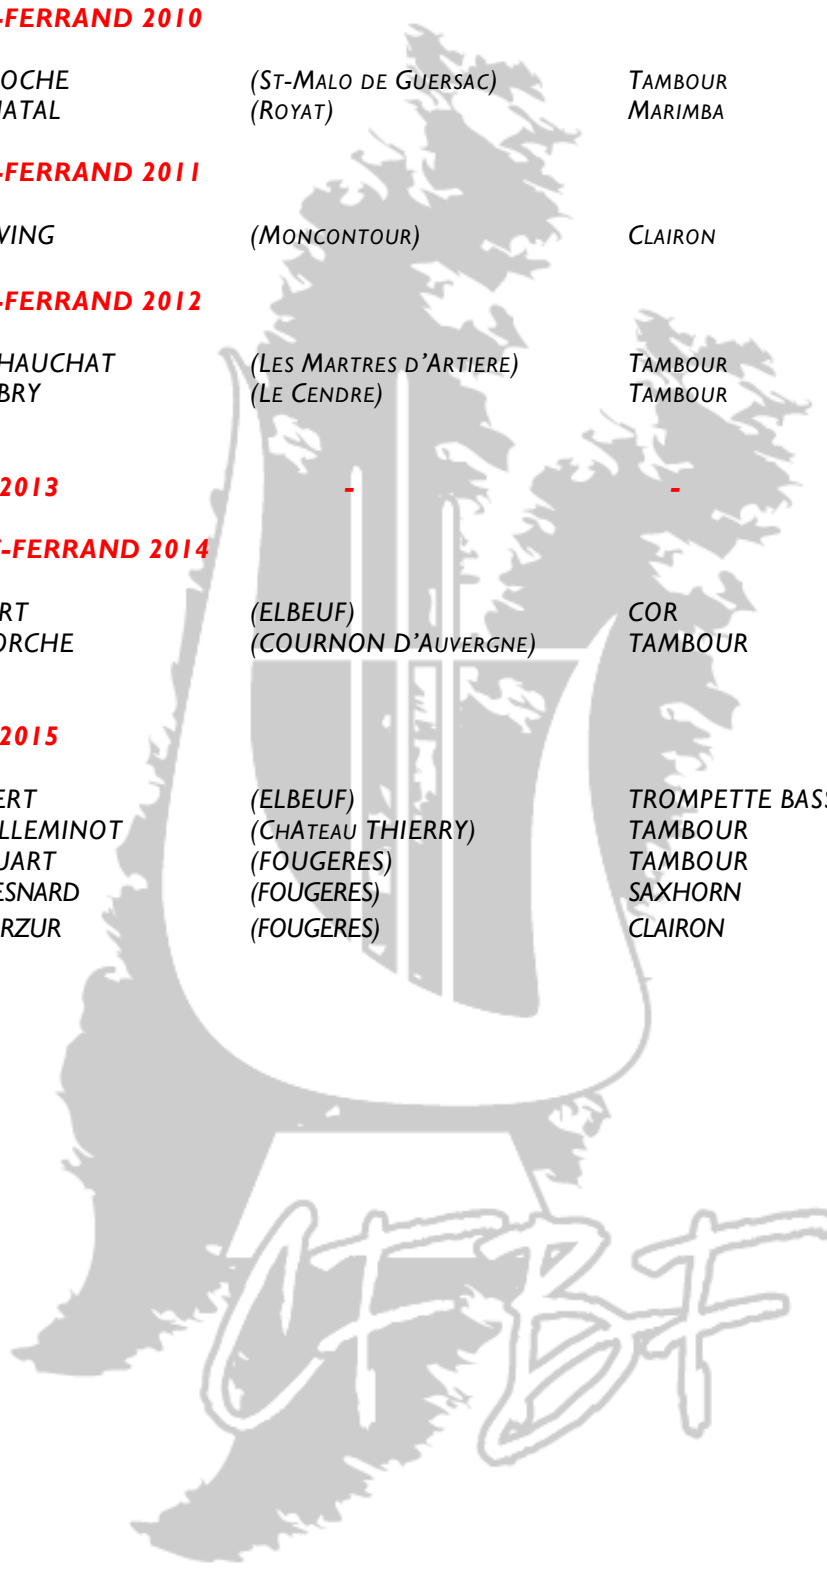 -FERRAND 2010
OCHE (ST-MALO DE GUERSAC) TAMBOUR
NATAL (ROYAT) MARIMBA
-FERRAND 2011
VING (MONCONTOUR) CLAIRON
-FERRAND 2012
HAUCHAT (LES MARTRES D’ARTIERE) TAMBOUR
BRY (LE CENDRE) TAMBOUR
2013 - -
-FERRAND 2014
RT (ELBEUF) COR
ORCHE (COURNON D’AUVERGNE) TAMBOUR
2015
ERT (ELBEUF) TROMPETTE BASS
LLEMINOT (CHATEAU THIERRY) TAMBOUR
UART (FOUGERES) TAMBOUR
ESNARD (FOUGERES) SAXHORN
RZUR (FOUGERES) CLAIRON
CFBF